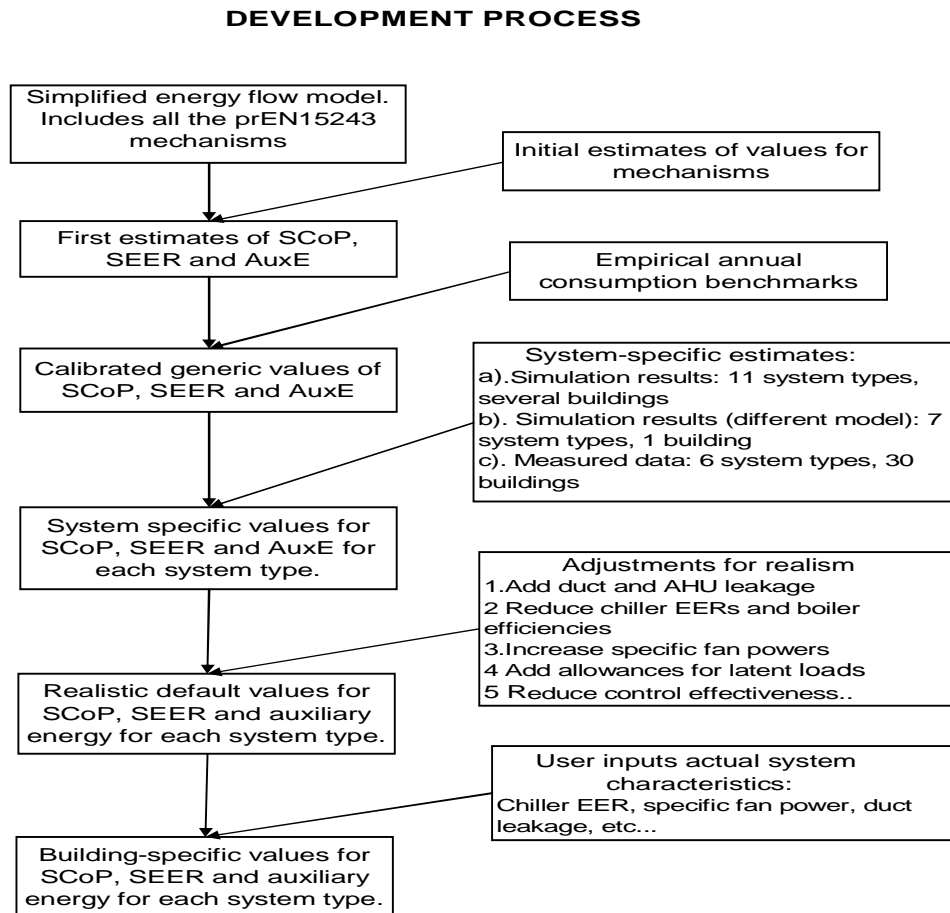 DEVELOPMENT PROCESS
Simplified energy flow model.
Includes all the prEN15243
mechanisms
Initial estimates of values for
mechanisms
First estimates of SCoP,
SEER and AuxE
Empirical annual
consumption benchmarks
Calibrated generic values of
SCoP, SEER and AuxE
System-specific estimates:
a).Simulation results: 11 system types,
several buildings
b). Simulation results (different model): 7
system types, 1 building
c). Measured data: 6 system types, 30
buildings
System specific values for
SCoP, SEER and AuxE for
each system type.
Adjustments for realism
1.Add duct and AHU leakage
2 Reduce chiller EERs and boiler
efficiencies
3.Increase specific fan powers
4 Add allowances for latent loads
5 Reduce control effectiveness..
Realistic default values for
SCoP, SEER and auxiliary
energy for each system type.
User inputs actual system
characteristics:
Chiller EER, specific fan power, duct
leakage, etc...
Building-specific values for
SCoP, SEER and auxiliary
energy for each system type.